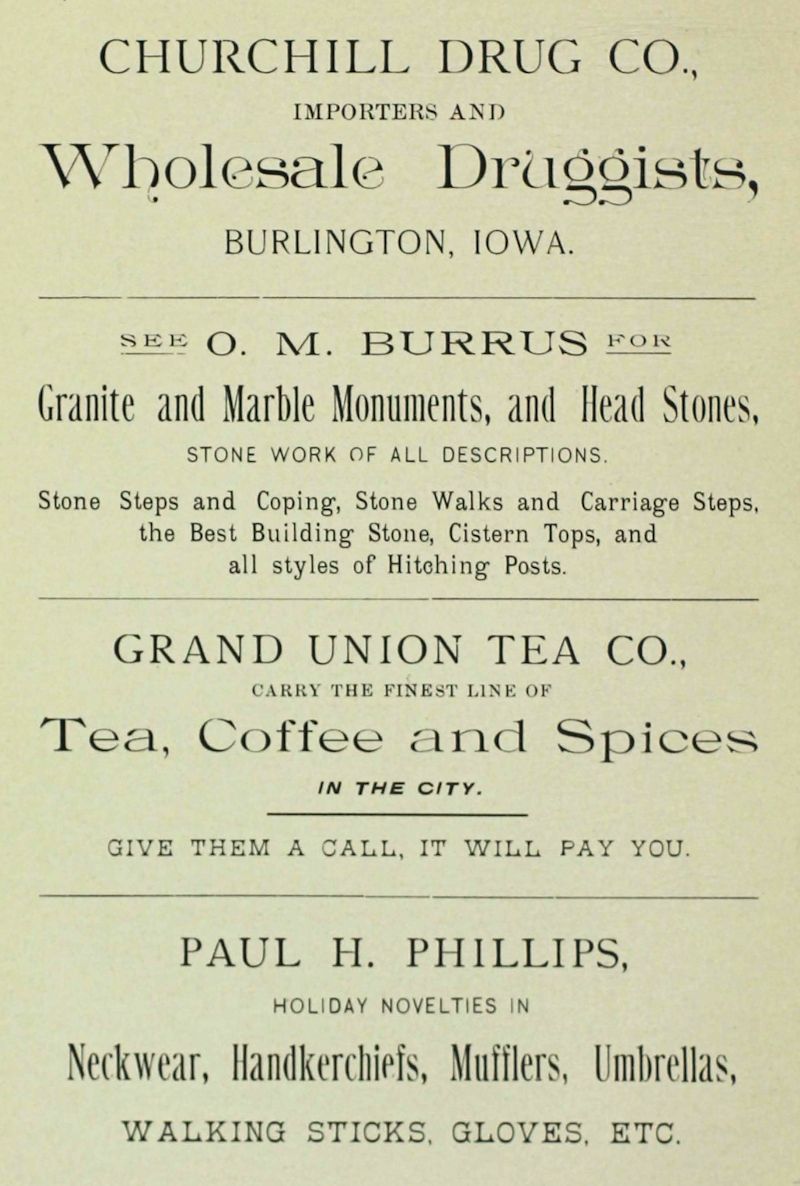 CHURCHILL DRUG CO.,
IMPORTERS AND
Wholesale Druggists,
BURLINGTON, IOWA.
SEE O. M. BURRUS FOR
Granite and Marble Monuments, and Head Stones,
STONE WORK OF ALL DESCRIPTIONS.
Stone Steps and Coping, Stone Walks and Carriage Steps,
the Best Building Stone, Cistern Tops, and
all styles of Hitching Posts.
GRAND UNION TEA CO.,
CARRY THE FINEST LINE OF
Tea, Coffee and Spices
IN THE CITY.
GIVE THEM A CALL, IT WILL PAY YOU.
PAUL H. PHILLIPS,
HOLIDAY NOVELTIES IN
Neckwear, Handkerchiefs, Mufflers, Umbrellas,
WALKING STICKS, GLOVES, ETC.